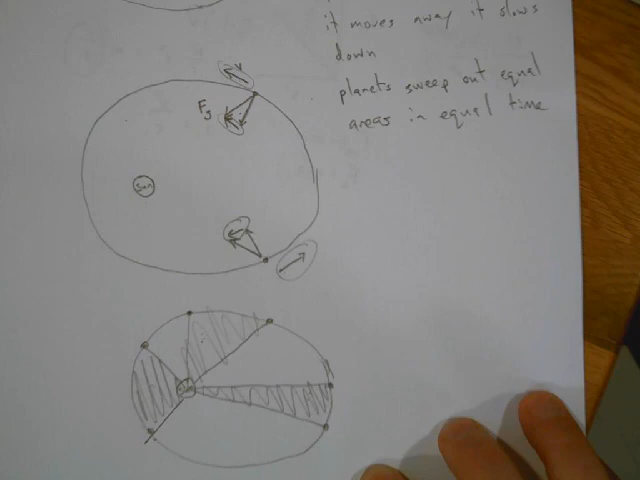 it moves away it slows
down
planets sweep out equal
areas in equal time
v
Fg
Sun